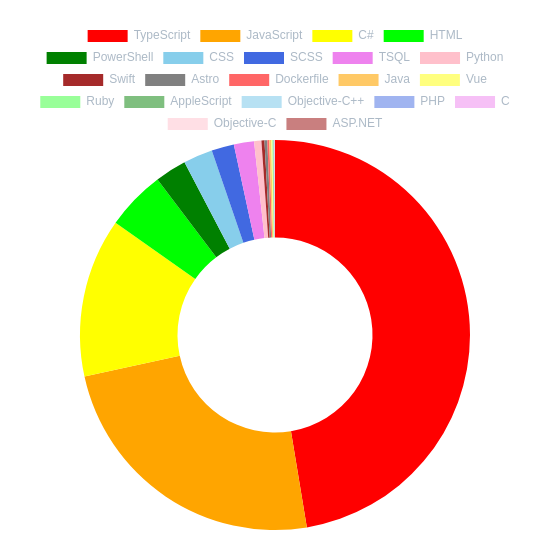 TypeScript JavaScript C# HTML
PowerShell CSS SCSS TSQL Python
Swift Astro Dockerfile Java Vue
Ruby AppleScript Objective-C++ PHP C
Objective-C ASP.NET